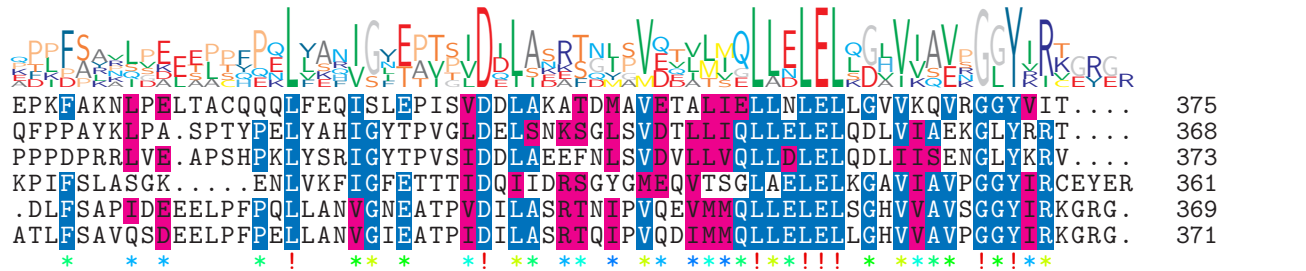 EPKFAKNLPELTACQQQLFEQISLEPISVDDLAKATDMAVETALIELLNLELLGVVKQVRGGYVIT.... 375
QFPPAYKLPA.SPTYPELYAHIGYTPVGLDELSNKSGLSVDTLLIQLLELELQDLVIAEKGLYRRT.... 368
PPPDPRRLVE.APSHPKLYSRIGYTPVSIDDLAEEFNLSVDVLLVQLLDLELQDLIISENGLYKRV.... 373
KPIFSLASGK.....ENLVKFIGFETTTIDQIIDRSGYGMEQVTSGLAELELKGAVIAVPGGYIRCEYER 361
.DLFSAPIDEEELPFPQLLANVGNEATPVDILASRTNIPVQEVMMQLLELELSGHVVAVSGGYIRKGRG. 369
ATLFSAVQSDEELPFPELLANVGIEATPIDILASRTQIPVQDIMMQLLELELLGHVVAVPGGYIRKGRG. 371
* * * * ! ** * *! ** ** * * ***** !** !!! * **** !*!**